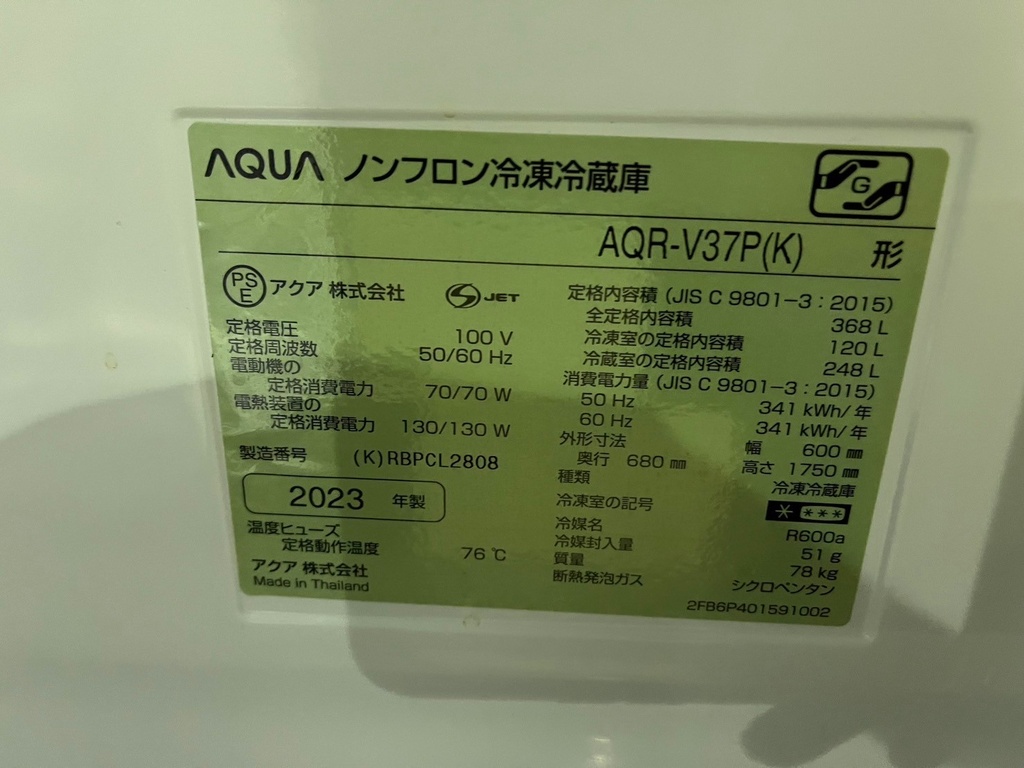 AQUA ノンフロン冷凍冷蔵庫
G
AQR-V37P(K) 形
PSE アクア 株式会社 JET
定格電圧 100 V
定格周波数 50/60 Hz
電動機の
定格消費電力 70/70 W
電熱装置の
定格消費電力 130/130 W
製造番号 (K)RBPCL2808
2023 年製
温度ヒューズ
定格動作温度 76 ℃
アクア 株式会社
Made in Thailand
定格内容積 (JIS C 9801-3 : 2015)
全定格内容積 368 L
冷凍室の定格内容積 120 L
冷蔵室の定格内容積 248 L
消費電力量 (JIS C 9801-3 : 2015)
50 Hz 341 kWh/年
60 Hz 341 kWh/年
外形寸法 幅 600 ㎜
奥行 680 ㎜ 高さ 1750 ㎜
種類 冷凍冷蔵庫
冷凍室の記号 * ***
冷媒名 R600a
冷媒封入量 51 g
質量 78 kg
断熱発泡ガス シクロペンタン
2FB6P401591002